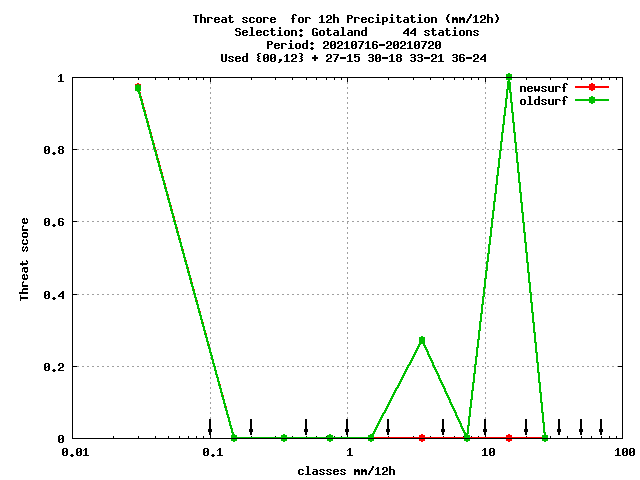 Threat score  for 12h Precipitation (mm/12h)
Selection: Gotaland     44 stations
Period: 20210716-20210720
Used {00,12} + 27-15 30-18 33-21 36-24
newsurf
oldsurf
1
0.8
0.6
0.4
0.2
0
Threat score
0.01
0.1
1
10
100
classes mm/12h